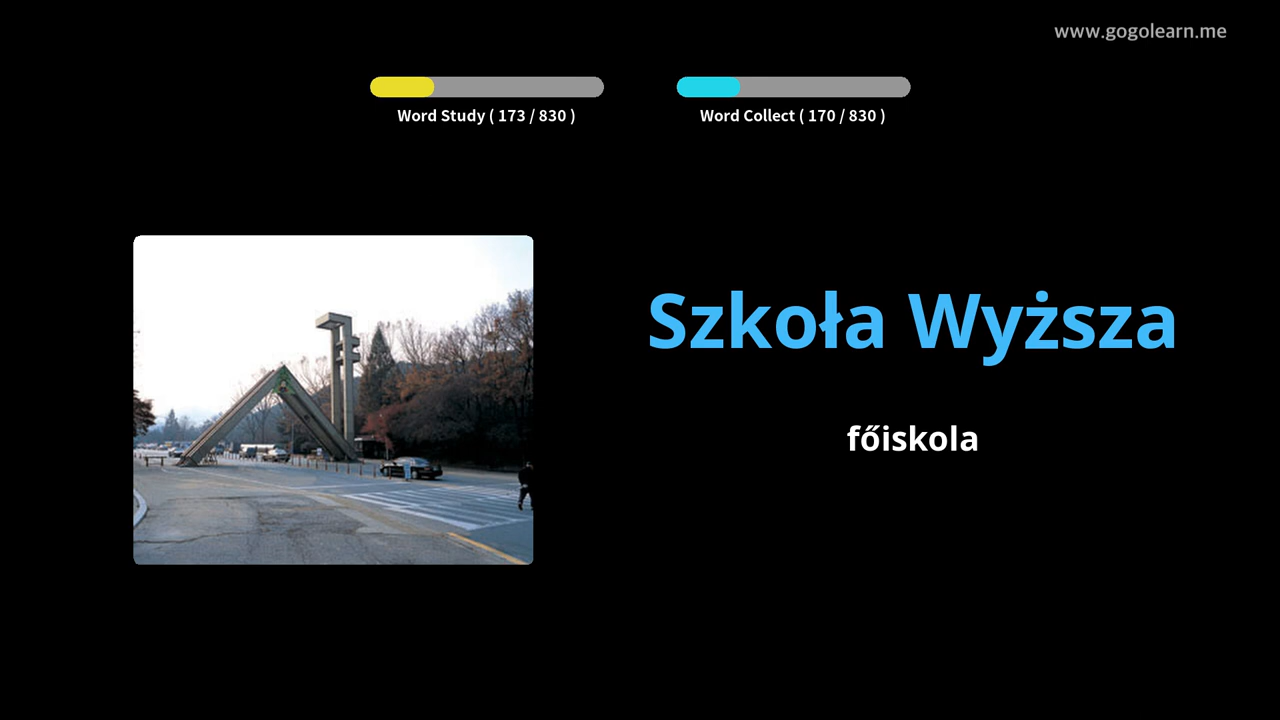 www.gogolearn.me
Word Study ( 173 / 830 )
Word Collect ( 170 / 830 )
Szkoła Wyższa
főiskola